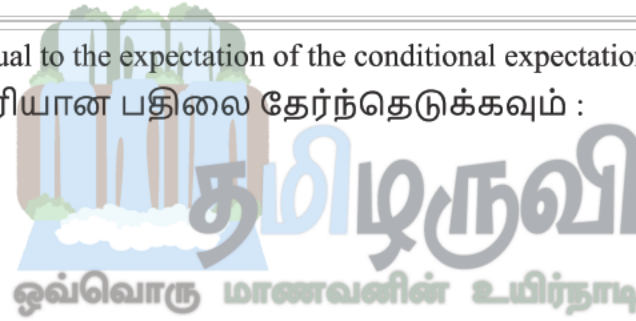 ual to the expectation of the conditional expectation
ரியான பதிலை தேர்ந்தெடுக்கவும் :
தமிழருவி
ஒவ்வொரு மாணவனின் உயிர்நாடி